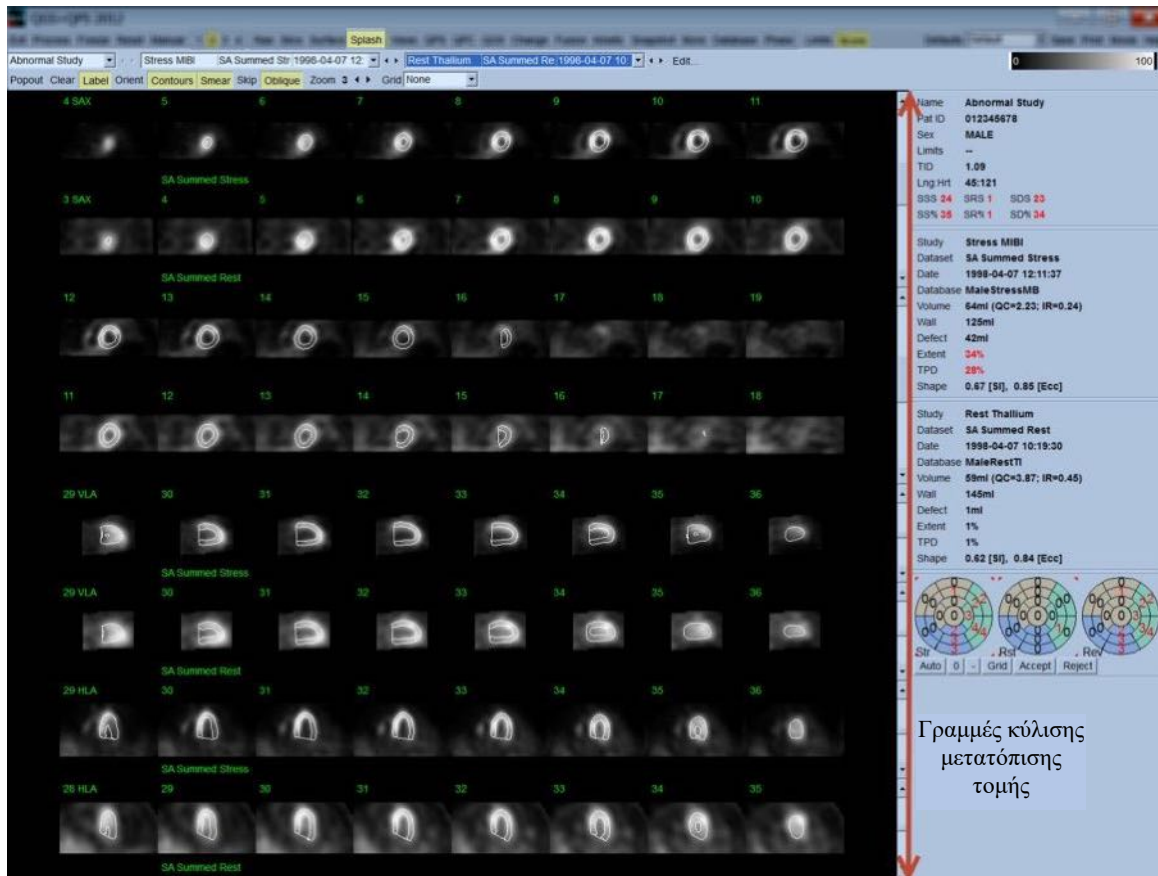 QGS+QPS 2012
Splash
Abnormal Study Stress MIBI SA Summed Str 1998-04-07 12: Rest Thallium SA Summed Re 1998-04-07 10: Edit...
Popout Clear Label Orient Contours Smear Skip Oblique Zoom 3 Grid None
0 100
4 SAX 5 6 7 8 9 10 11
SA Summed Stress
3 SAX 4 5 6 7 8 9 10
SA Summed Rest
12 13 14 15 16 17 18 19
11 12 13 14 15 16 17 18
29 VLA 30 31 32 33 34 35 36
SA Summed Stress
29 VLA 30 31 32 33 34 35 36
SA Summed Rest
29 HLA 30 31 32 33 34 35 36
SA Summed Stress
28 HLA 29 30 31 32 33 34 35
SA Summed Rest
Name Abnormal Study
Pat ID 012345678
Sex MALE
Limits --
TID 1.09
Lng:Hrt 45:121
SSS 24 SRS 1 SDS 23
SS% 35 SR% 1 SD% 34
Study Stress MIBI
Dataset SA Summed Stress
Date 1998-04-07 12:11:37
Database MaleStressMB
Volume 64ml (QC=2.23; IR=0.24)
Wall 125ml
Defect 42ml
Extent 34%
TPD 28%
Shape 0.67 [SI], 0.85 [Ecc]
Study Rest Thallium
Dataset SA Summed Rest
Date 1998-04-07 10:19:30
Database MaleRestTl
Volume 59ml (QC=3.87; IR=0.45)
Wall 145ml
Defect 1ml
Extent 1%
TPD 1%
Shape 0.62 [SI], 0.84 [Ecc]
Str Rst Rev
Auto 0 - Grid Accept Reject
Γραμμές κύλισης
μετατόπισης
τομής